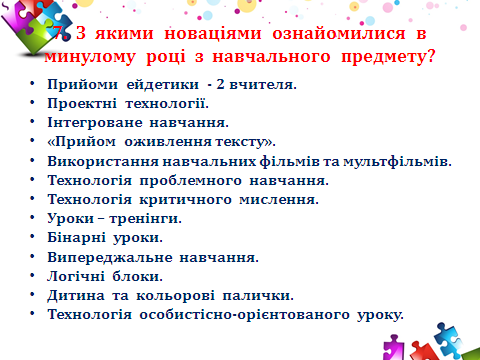 7. З якими новаціями ознайомилися в
минулому році з навчального предмету?
• Прийоми ейдетики - 2 вчителя.
• Проектні технології.
• Інтегроване навчання.
• «Прийом оживлення тексту».
• Використання навчальних фільмів та мультфільмів.
• Технологія проблемного навчання.
• Технологія критичного мислення.
• Уроки – тренінги.
• Бінарні уроки.
• Випереджальне навчання.
• Логічні блоки.
• Дитина та кольорові палички.
• Технологія особистісно-орієнтованого уроку.